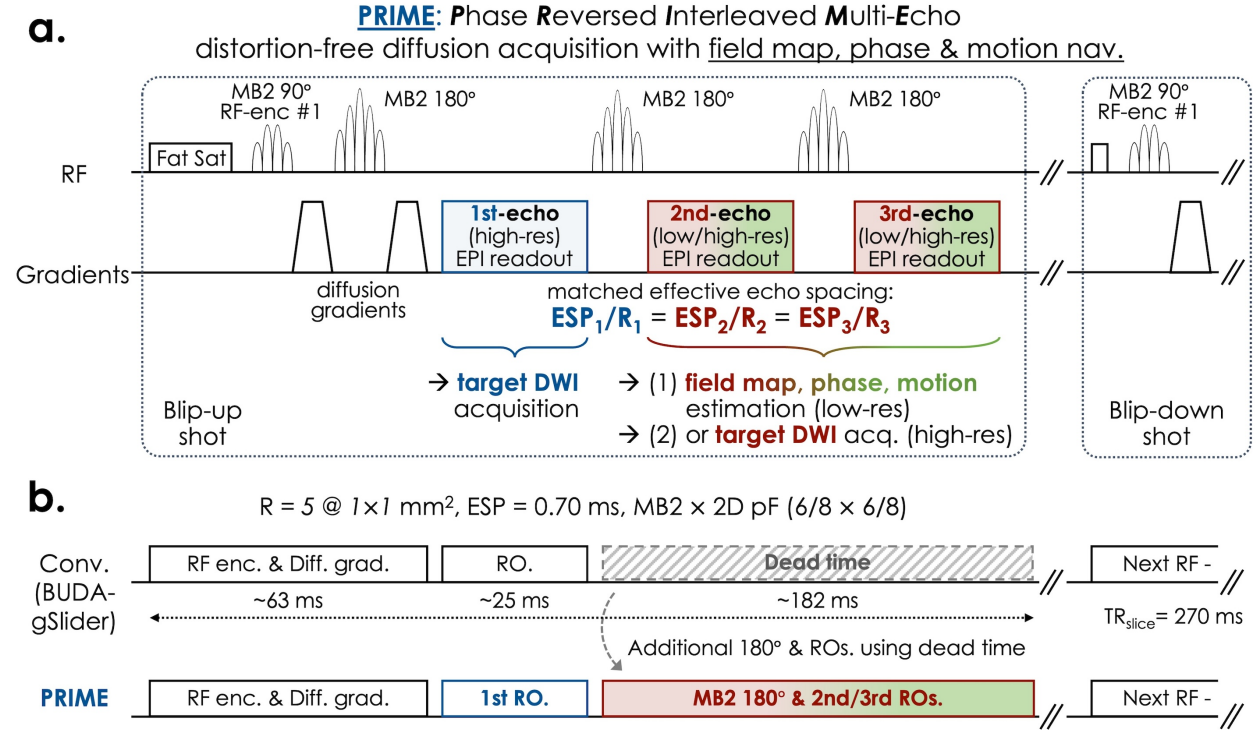 a.
PRIME: Phase Reversed Interleaved Multi-Echo
distortion-free diffusion acquisition with field map, phase & motion nav.
MB2 90°
RF-enc #1
MB2 180°
MB2 180°
MB2 180°
MB2 90°
RF-enc #1
Fat Sat
RF
1st-echo
(high-res)
EPI readout
2nd-echo
(low/high-res)
EPI readout
3rd-echo
(low/high-res)
EPI readout
Gradients
diffusion
gradients
matched effective echo spacing:
ESP₁/R₁ = ESP₂/R₂ = ESP₃/R₃
→ target DWI
acquisition
→ (1) field map, phase, motion
estimation (low-res)
→ (2) or target DWI acq. (high-res)
Blip-up
shot
Blip-down
shot
b.
R = 5 @ 1×1 mm², ESP = 0.70 ms, MB2 × 2D pF (6/8 × 6/8)
Conv.
(BUDA-
gSlider)
RF enc. & Diff. grad.
RO.
Dead time
Next RF -
~63 ms
~25 ms
~182 ms
TRslice= 270 ms
Additional 180° & ROs. using dead time
PRIME
RF enc. & Diff. grad.
1st RO.
MB2 180° & 2nd/3rd ROs.
Next RF -